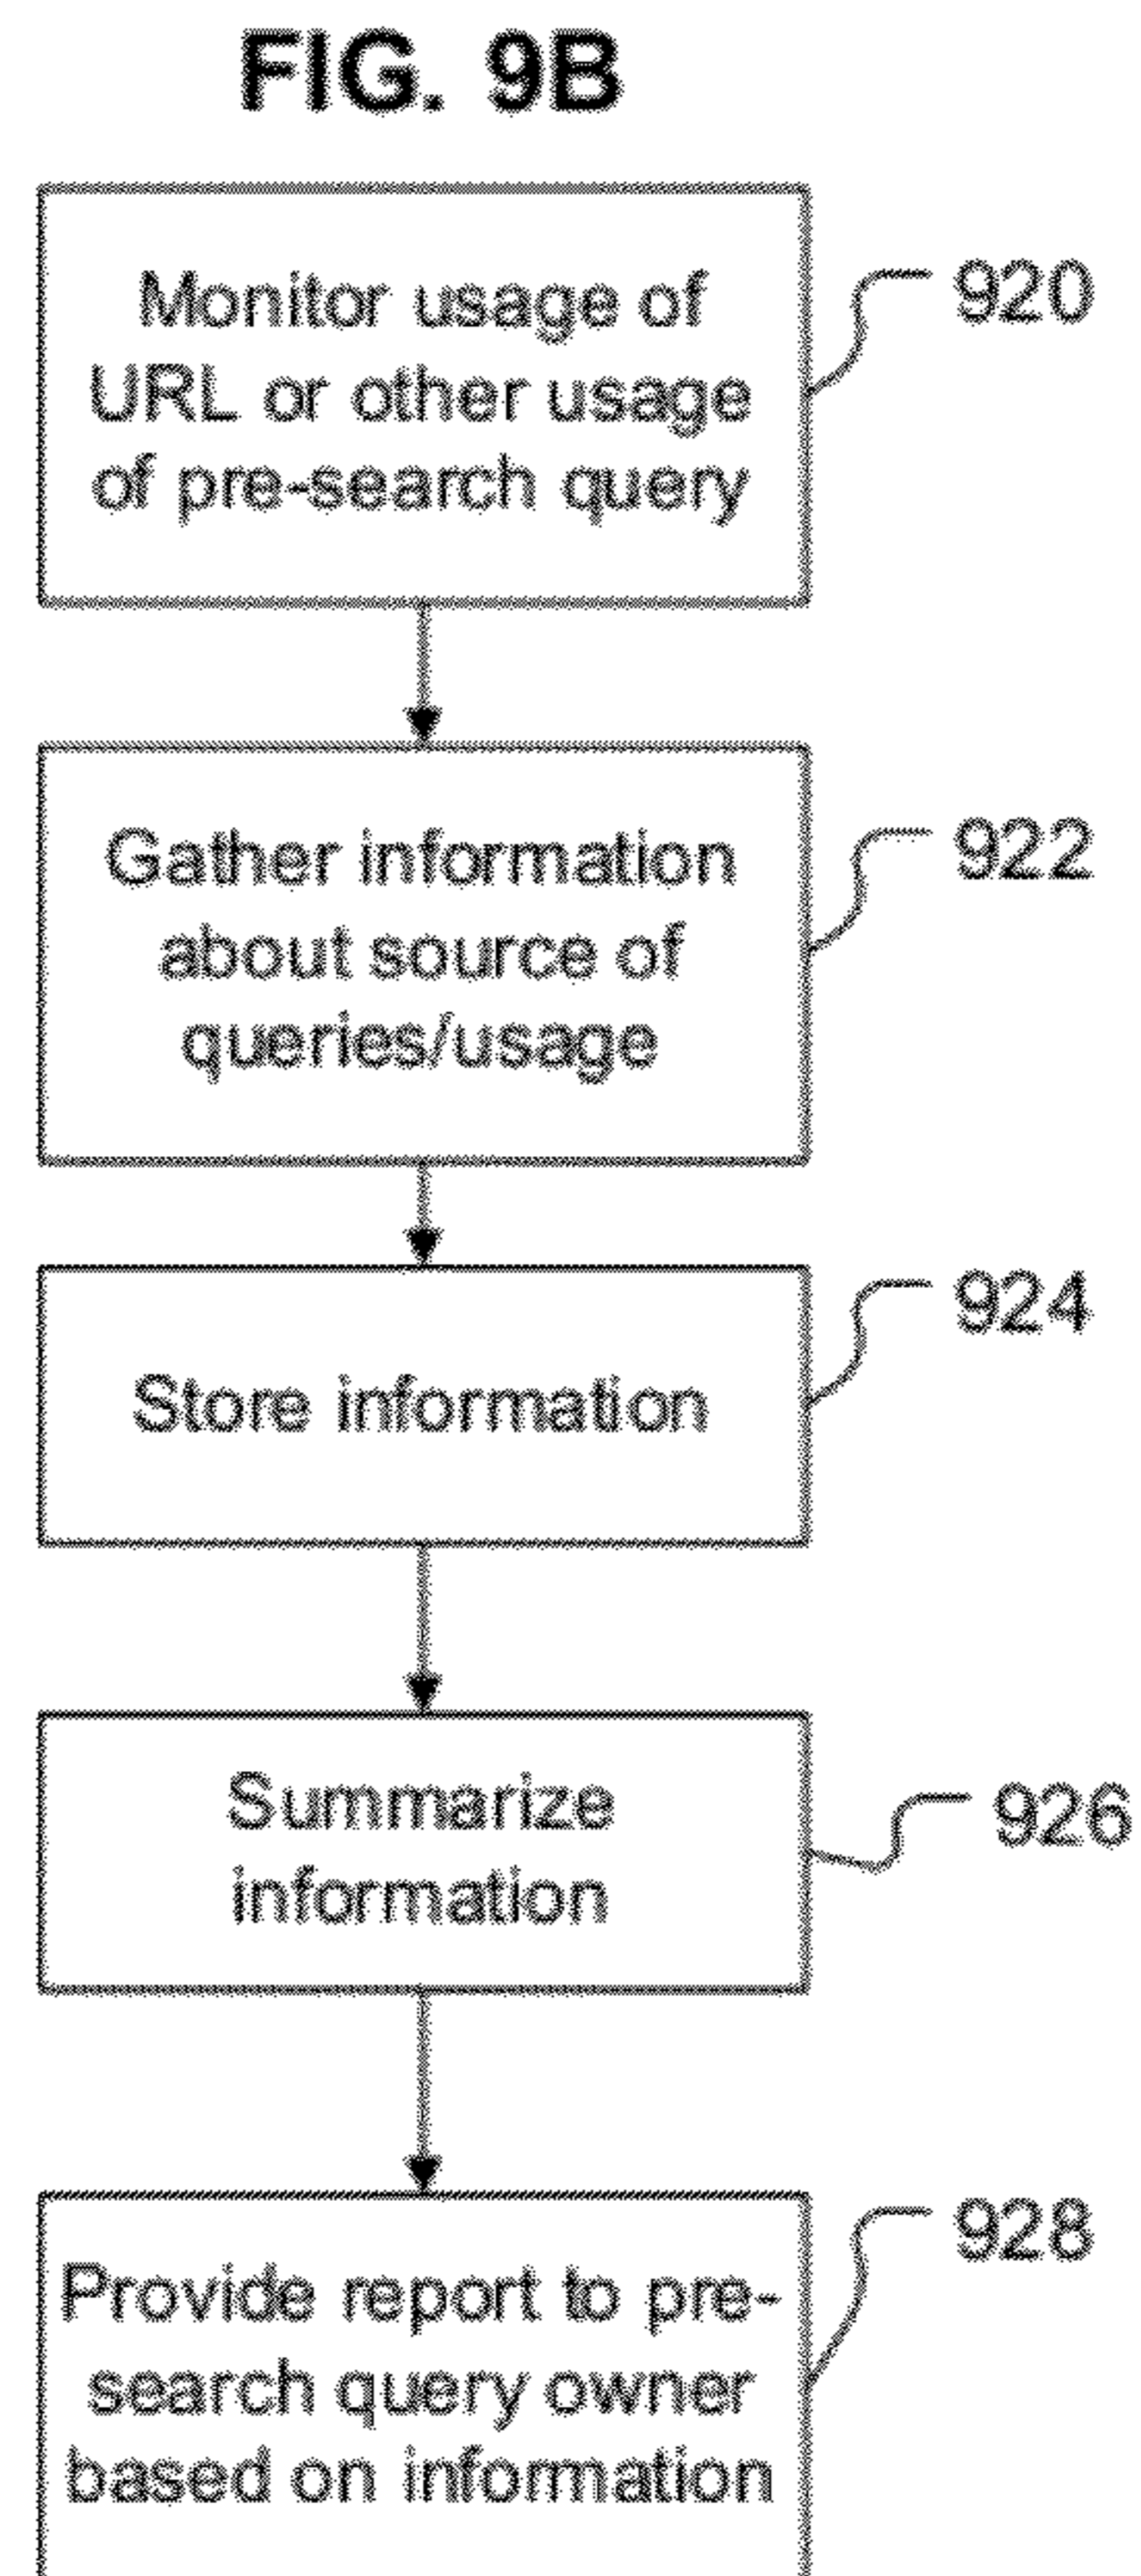 FIG. 9B
Monitor usage of
URL or other usage
of pre-search query
920
Gather information
about source of
queries/usage
922
Store information
924
Summarize
information
926
Provide report to pre-
search query owner
based on information
928